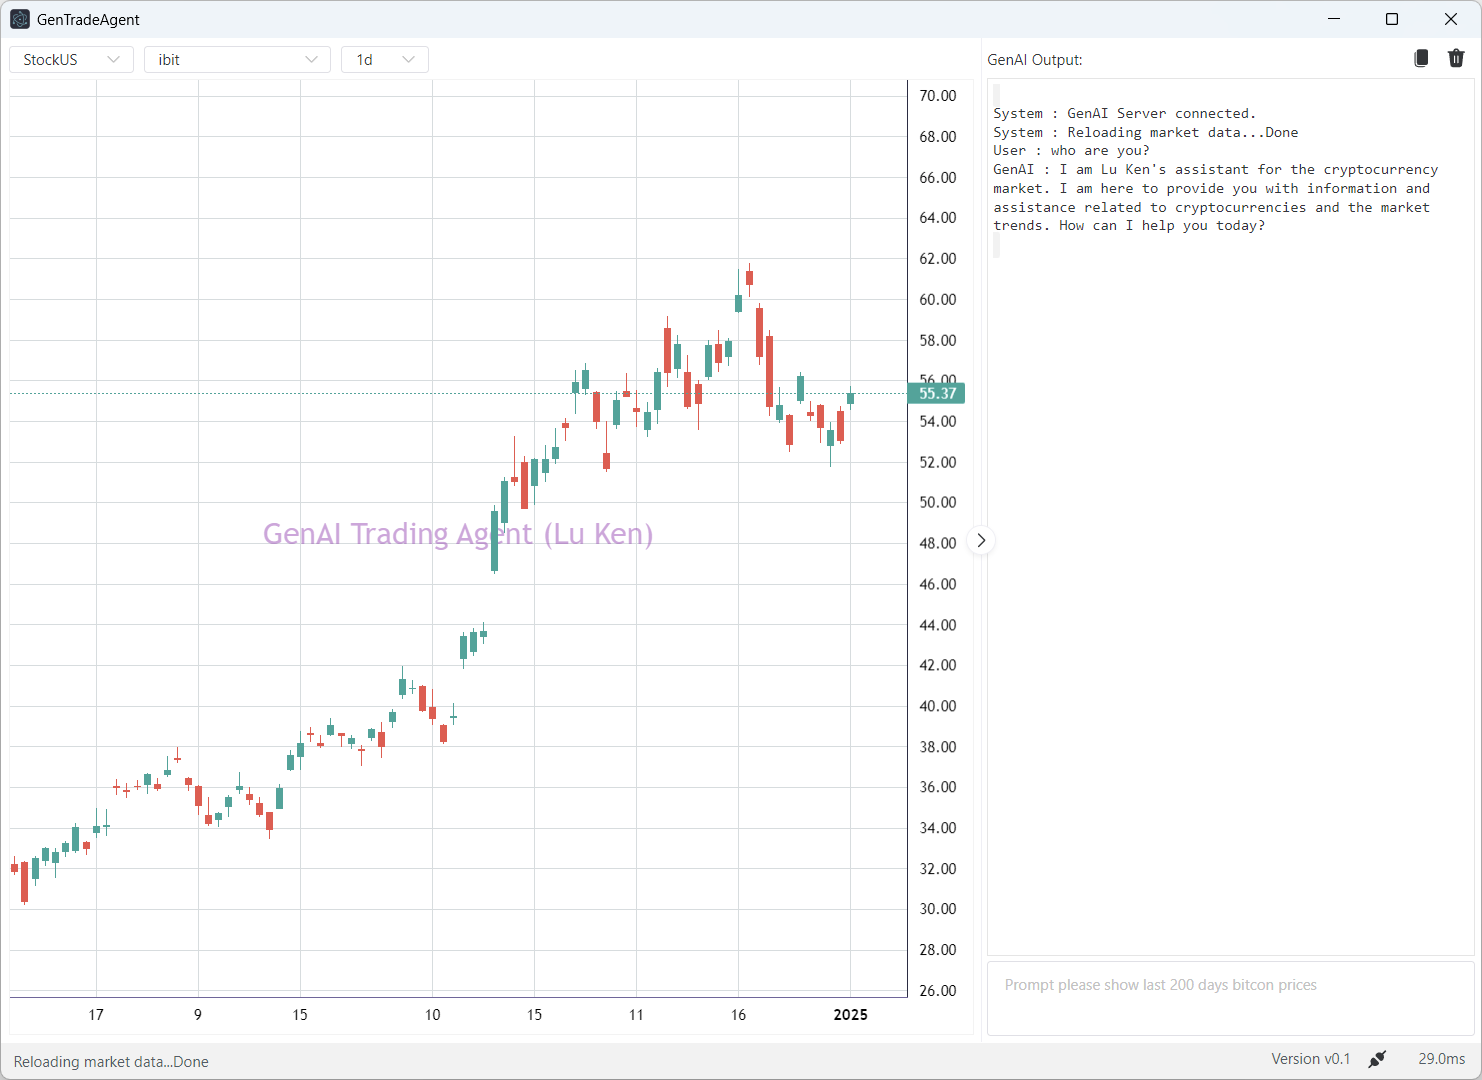 GenTradeAgent
StockUS
ibit
1d
GenAI Output:
70.00
68.00
66.00
64.00
62.00
60.00
58.00
56.00
55.37
54.00
52.00
50.00
48.00
46.00
44.00
42.00
40.00
38.00
36.00
34.00
32.00
30.00
28.00
26.00
GenAI Trading Agent (Lu Ken)
17 9 15 10 15 11 16 2025
System : GenAI Server connected.
System : Reloading market data...Done
User : who are you?
GenAI : I am Lu Ken's assistant for the cryptocurrency
market. I am here to provide you with information and
assistance related to cryptocurrencies and the market
trends. How can I help you today?
Prompt please show last 200 days bitcon prices
Reloading market data...Done
Version v0.1
29.0ms